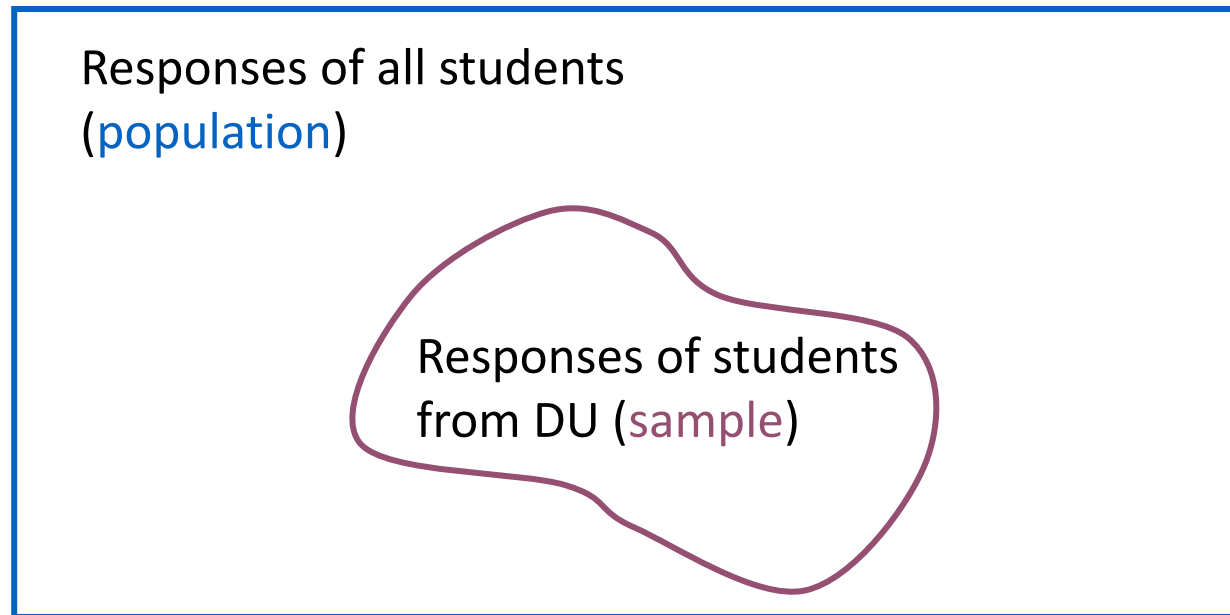 Responses of all students
(population)
Responses of students
from DU (sample)